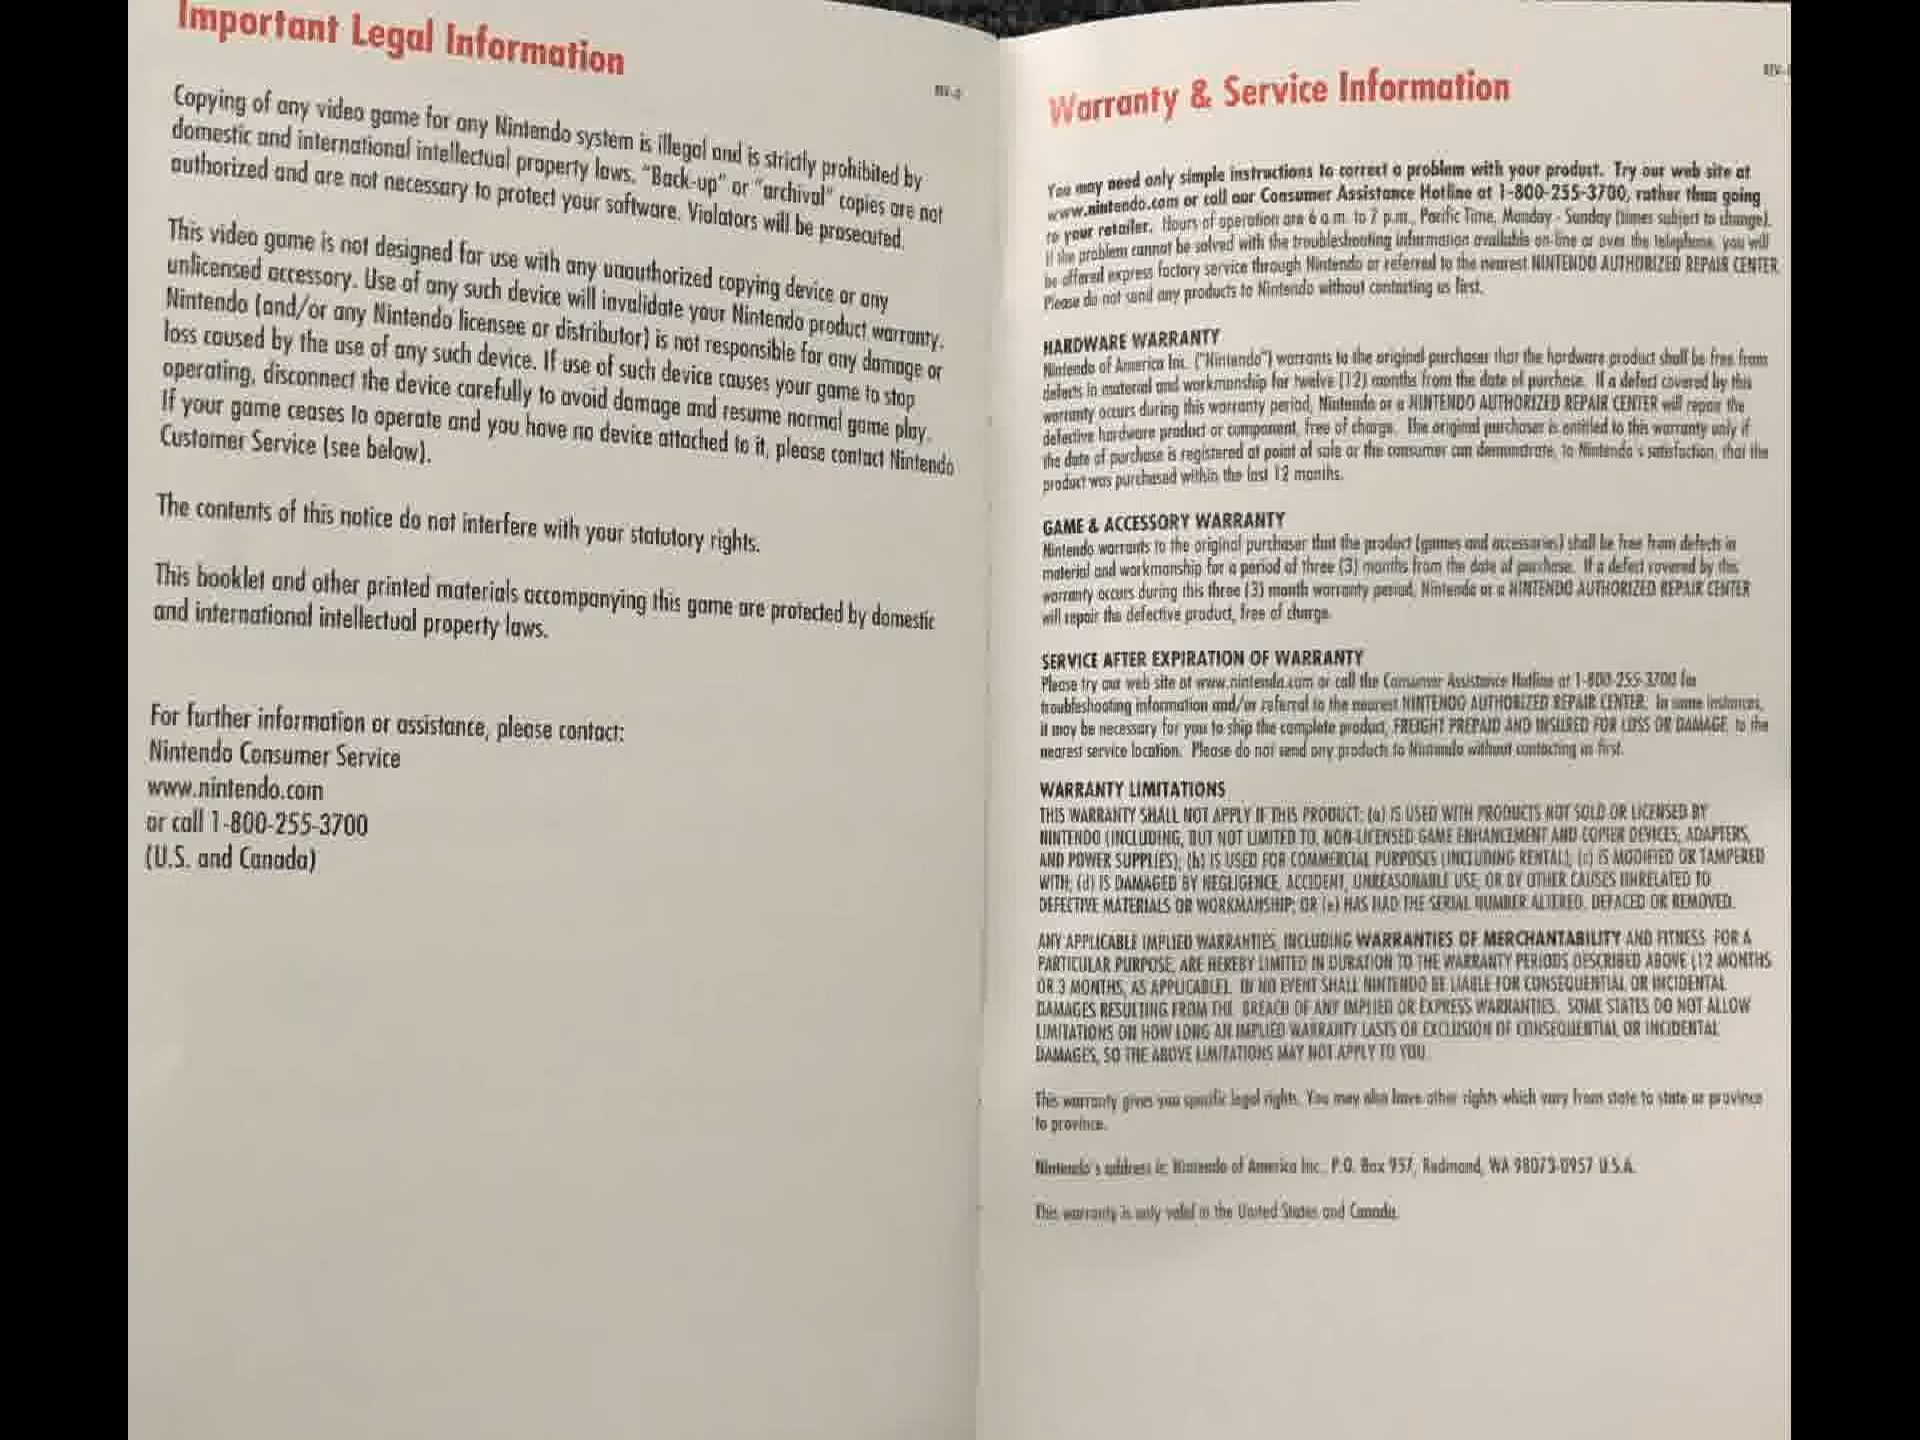 Important Legal Information
Copying of any video game for any Nintendo system is illegal and is strictly prohibited by
domestic and international intellectual property laws. "Back-up" or "archival" copies are not
authorized and are not necessary to protect your software. Violators will be prosecuted.
This video game is not designed for use with any unauthorized copying device or any
unlicensed accessory. Use of any such device will invalidate your Nintendo product warranty.
Nintendo (and/or any Nintendo licensee or distributor) is not responsible for any damage or
loss caused by the use of any such device. If use of such device causes your game to stop
operating, disconnect the device carefully to avoid damage and resume normal game play.
If your game ceases to operate and you have no device attached to it, please contact Nintendo
Customer Service (see below).
The contents of this notice do not interfere with your statutory rights.
This booklet and other printed materials accompanying this game are protected by domestic
and international intellectual property laws.
For further information or assistance, please contact:
Nintendo Consumer Service
www.nintendo.com
or call 1-800-255-3700
(U.S. and Canada)
Warranty & Service Information
You may need only simple instructions to correct a problem with your product. Try our web site at
www.nintendo.com or call our Consumer Assistance Hotline at 1-800-255-3700, rather than going
to your retailer. Hours of operation are 6 a.m. to 7 p.m., Pacific Time, Monday - Sunday (times subject to change).
If the problem cannot be solved with the troubleshooting information available on-line or over the telephone, you will
be offered express factory service through Nintendo or referred to the nearest NINTENDO AUTHORIZED REPAIR CENTER.
Please do not send any products to Nintendo without contacting us first.
HARDWARE WARRANTY
Nintendo of America Inc. ("Nintendo") warrants to the original purchaser that the hardware product shall be free from
defects in material and workmanship for twelve (12) months from the date of purchase. If a defect covered by this
warranty occurs during this warranty period, Nintendo or a NINTENDO AUTHORIZED REPAIR CENTER will repair the
defective hardware product or component, free of charge. The original purchaser is entitled to this warranty only if
the date of purchase is registered at point of sale or the consumer can demonstrate, to Nintendo's satisfaction, that the
product was purchased within the last 12 months.
GAME & ACCESSORY WARRANTY
Nintendo warrants to the original purchaser that the product (games and accessories) shall be free from defects in
material and workmanship for a period of three (3) months from the date of purchase. If a defect covered by this
warranty occurs during this three (3) month warranty period, Nintendo or a NINTENDO AUTHORIZED REPAIR CENTER
will repair the defective product, free of charge.
SERVICE AFTER EXPIRATION OF WARRANTY
Please try our web site at www.nintendo.com or call the Consumer Assistance Hotline at 1-800-255-3700 for
troubleshooting information and/or referral to the nearest NINTENDO AUTHORIZED REPAIR CENTER. In some instances,
it may be necessary for you to ship the complete product, FREIGHT PREPAID AND INSURED FOR LOSS OR DAMAGE, to the
nearest service location. Please do not send any products to Nintendo without contacting us first.
WARRANTY LIMITATIONS
THIS WARRANTY SHALL NOT APPLY IF THIS PRODUCT: (a) IS USED WITH PRODUCTS NOT SOLD OR LICENSED BY
NINTENDO (INCLUDING, BUT NOT LIMITED TO, NON-LICENSED GAME ENHANCEMENT AND COPIER DEVICES, ADAPTERS,
AND POWER SUPPLIES); (b) IS USED FOR COMMERCIAL PURPOSES (INCLUDING RENTAL); (c) IS MODIFIED OR TAMPERED
WITH; (d) IS DAMAGED BY NEGLIGENCE, ACCIDENT, UNREASONABLE USE, OR BY OTHER CAUSES UNRELATED TO
DEFECTIVE MATERIALS OR WORKMANSHIP; OR (e) HAS HAD THE SERIAL NUMBER ALTERED, DEFACED OR REMOVED.
ANY APPLICABLE IMPLIED WARRANTIES, INCLUDING WARRANTIES OF MERCHANTABILITY AND FITNESS FOR A
PARTICULAR PURPOSE, ARE HEREBY LIMITED IN DURATION TO THE WARRANTY PERIODS DESCRIBED ABOVE (12 MONTHS
OR 3 MONTHS, AS APPLICABLE). IN NO EVENT SHALL NINTENDO BE LIABLE FOR CONSEQUENTIAL OR INCIDENTAL
DAMAGES RESULTING FROM THE BREACH OF ANY IMPLIED OR EXPRESS WARRANTIES. SOME STATES DO NOT ALLOW
LIMITATIONS ON HOW LONG AN IMPLIED WARRANTY LASTS OR EXCLUSION OF CONSEQUENTIAL OR INCIDENTAL
DAMAGES, SO THE ABOVE LIMITATIONS MAY NOT APPLY TO YOU.
This warranty gives you specific legal rights. You may also have other rights which vary from state to state or province
to province.
Nintendo's address is: Nintendo of America Inc., P.O. Box 957, Redmond, WA 98073-0957 U.S.A.
This warranty is only valid in the United States and Canada.